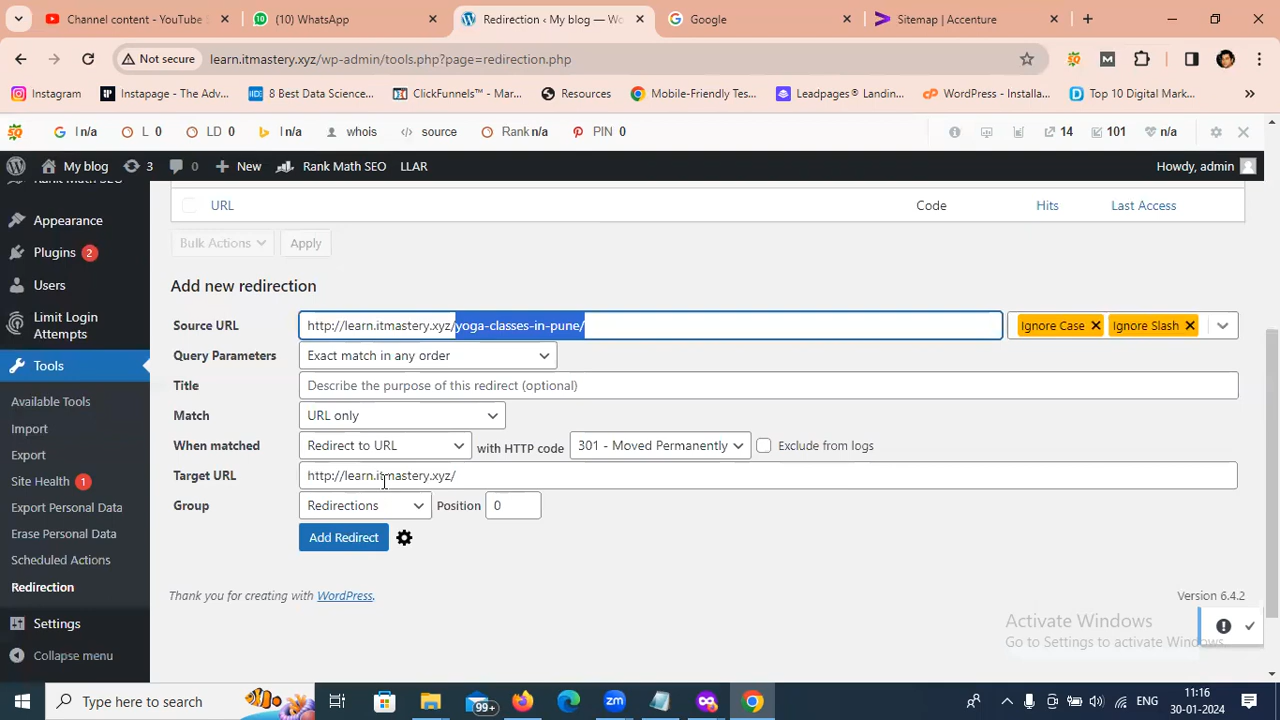 Channel content - YouTube S
(10) WhatsApp
Redirection ‹ My blog — Wo
Google
Sitemap | Accenture
Not secure
learn.itmastery.xyz/wp-admin/tools.php?page=redirection.php
Instagram
Instapage - The Adv...
8 Best Data Science...
ClickFunnels™ - Mar...
Resources
Mobile-Friendly Tes...
Leadpages® Landin...
WordPress - Installa...
Top 10 Digital Mark...
I n/a
L 0
LD 0
I n/a
whois
source
Rank n/a
PIN 0
14
101
n/a
My blog
3
0
New
Rank Math SEO
LLAR
Howdy, admin
Rank Math SEO
Appearance
Plugins 2
Users
Limit Login
Attempts
Tools
Available Tools
Import
Export
Site Health 1
Export Personal Data
Erase Personal Data
Scheduled Actions
Redirection
Settings
Collapse menu
URL
Code
Hits
Last Access
Bulk Actions
Apply
Add new redirection
Source URL
http://learn.itmastery.xyz/yoga-classes-in-pune/
Ignore Case
Ignore Slash
Query Parameters
Exact match in any order
Title
Describe the purpose of this redirect (optional)
Match
URL only
When matched
Redirect to URL
with HTTP code
301 - Moved Permanently
Exclude from logs
Target URL
http://learn.itmastery.xyz/
Group
Redirections
Position
0
Add Redirect
Thank you for creating with WordPress.
Version 6.4.2
Activate Windows
Go to Settings to activate Windows.
Type here to search
99+
ENG
11:16
30-01-2024